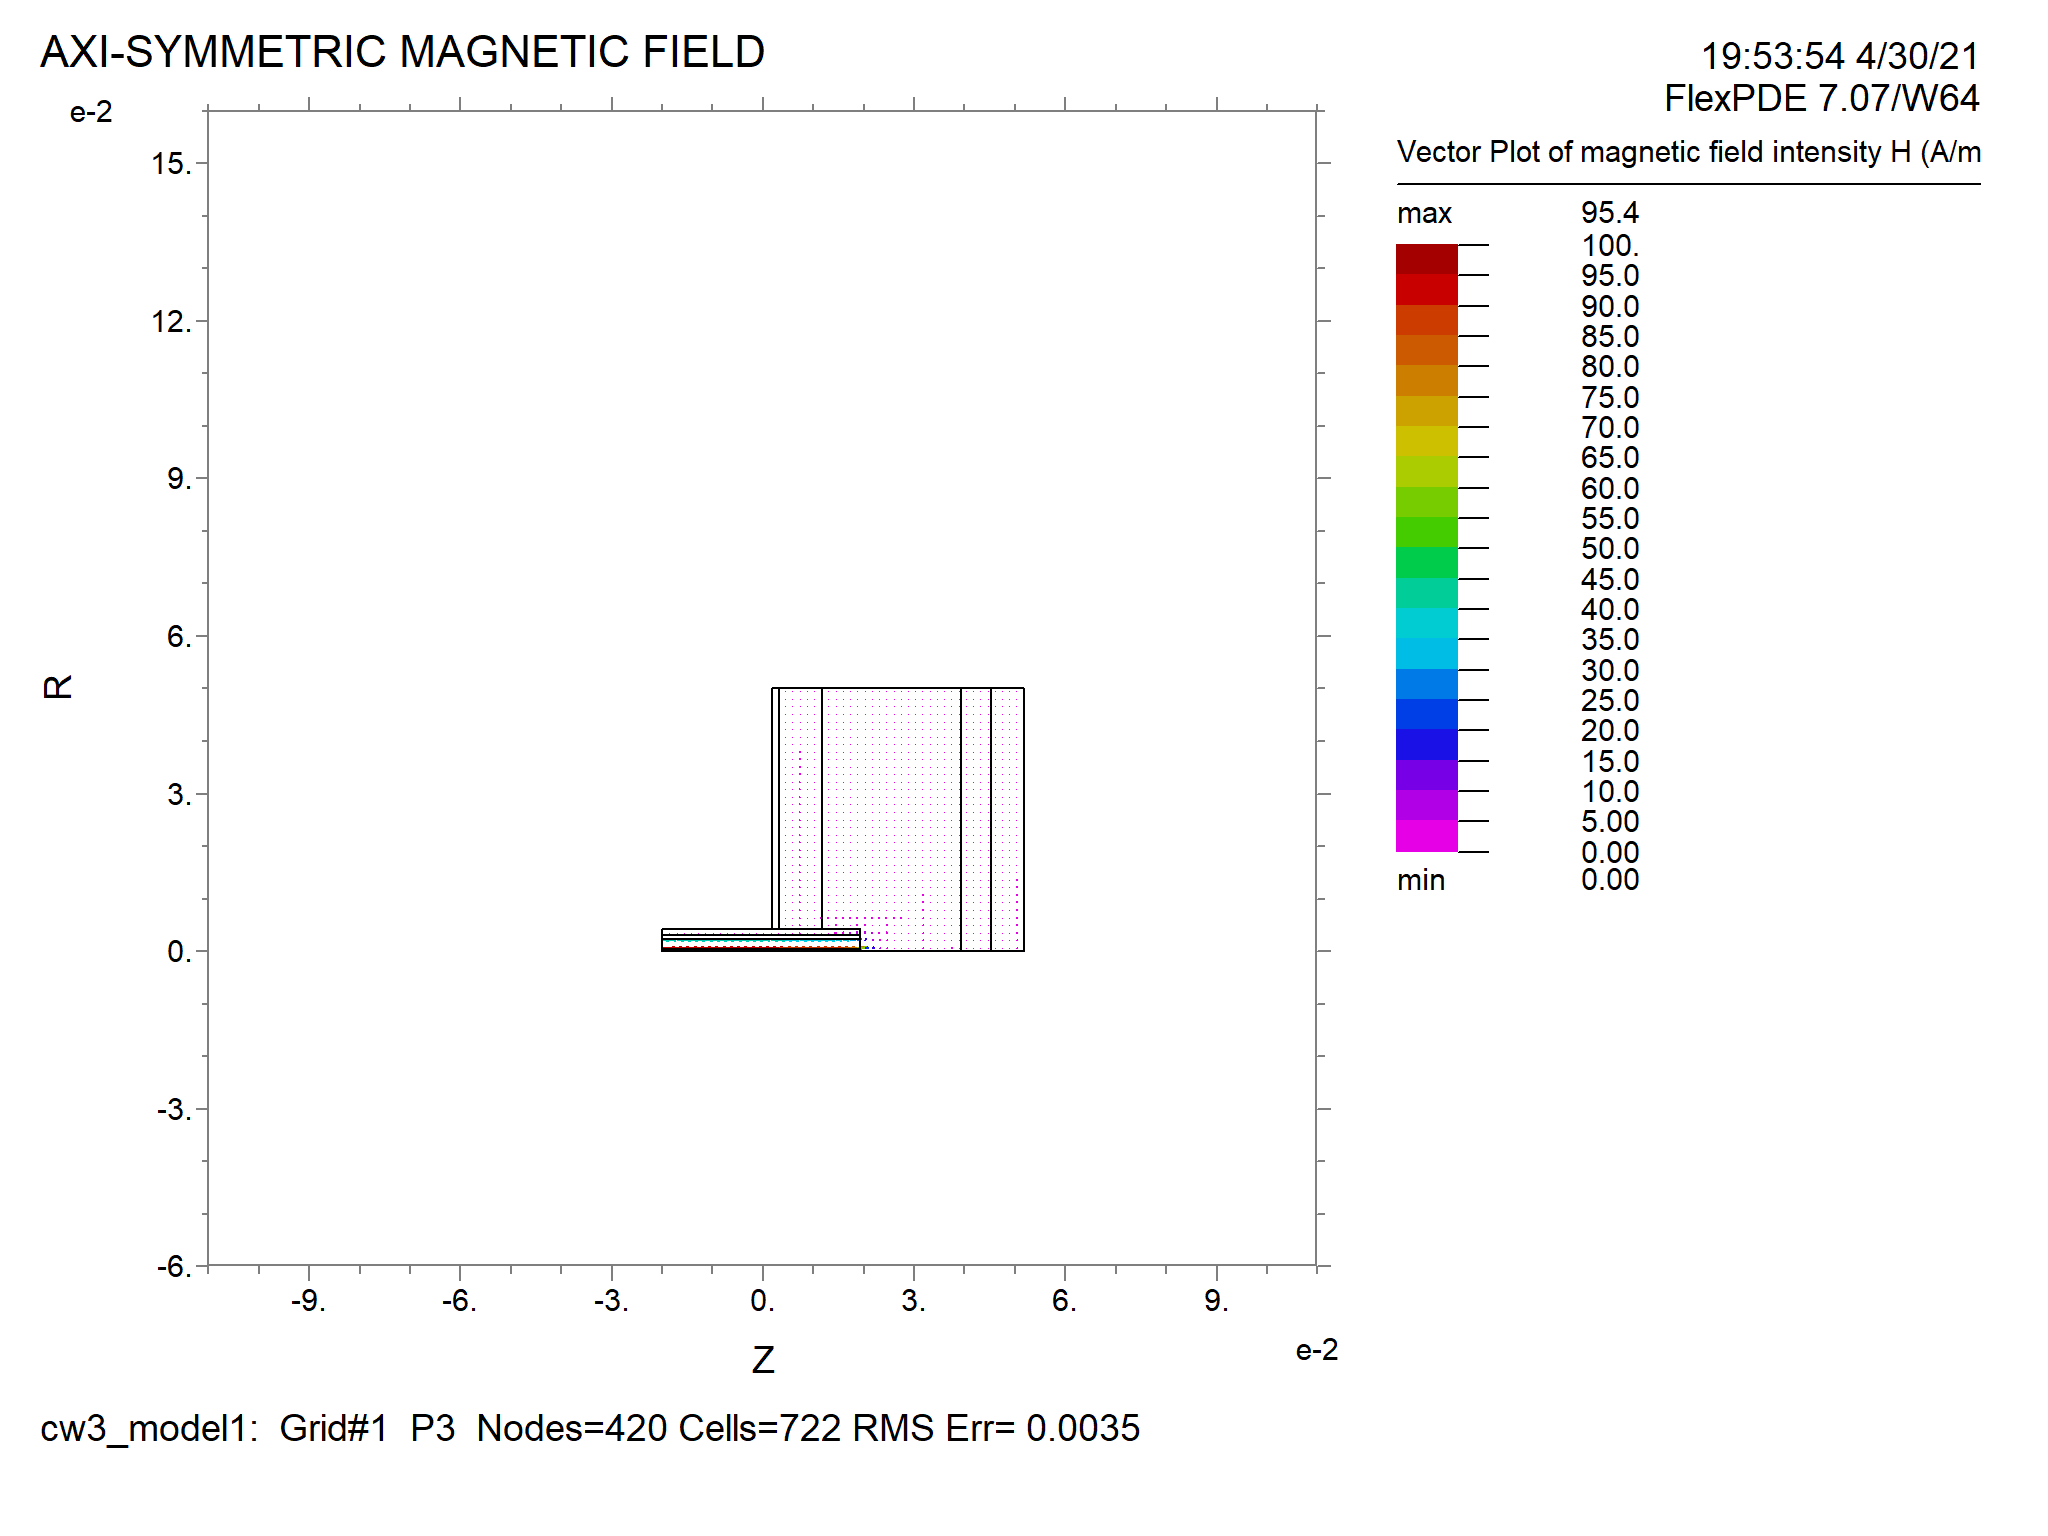 AXI-SYMMETRIC MAGNETIC FIELD
19:53:54 4/30/21
FlexPDE 7.07/W64
Vector Plot of magnetic field intensity H (A/m
max 95.4
100.
95.0
90.0
85.0
80.0
75.0
70.0
65.0
60.0
55.0
50.0
45.0
40.0
35.0
30.0
25.0
20.0
15.0
10.0
5.00
0.00
min 0.00
e-2
15.
12.
9.
6.
3.
0.
-3.
-6.
R
-9. -6. -3. 0. 3. 6. 9.
Z
e-2
cw3_model1: Grid#1 P3 Nodes=420 Cells=722 RMS Err= 0.0035